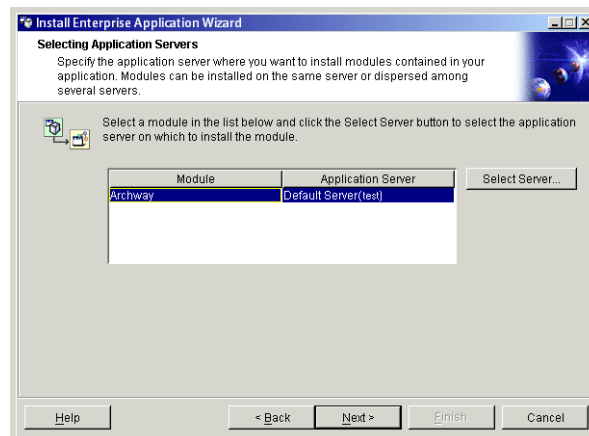 Install Enterprise Application Wizard
Selecting Application Servers
Specify the application server where you want to install modules contained in your
application. Modules can be installed on the same server or dispersed among
several servers.
Select a module in the list below and click the Select Server button to select the application
server on which to install the module.
Module Application Server Select Server...
Archway Default Server(test)
Help < Back Next > Finish Cancel